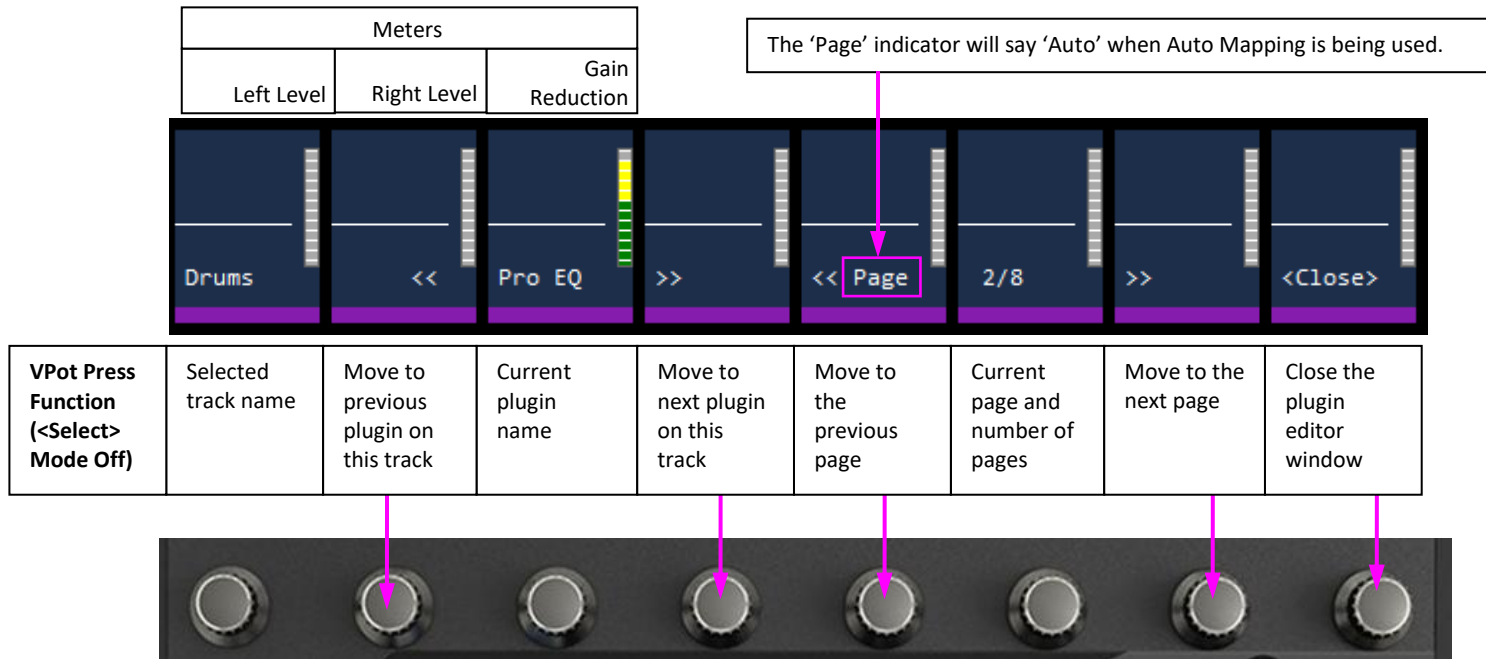 Meters
The ‘Page’ indicator will say ‘Auto’ when Auto Mapping is being used.
Left Level
Right Level
Gain
Reduction
Drums
<<
Pro EQ
>>
<< Page
2/8
>>
<Close>
VPot Press
Function
(<Select>
Mode Off)
Selected
track name
Move to
previous
plugin on
this track
Current
plugin
name
Move to
next plugin
on this
track
Move to
the
previous
page
Current
page and
number of
pages
Move to the
next page
Close the
plugin
editor
window